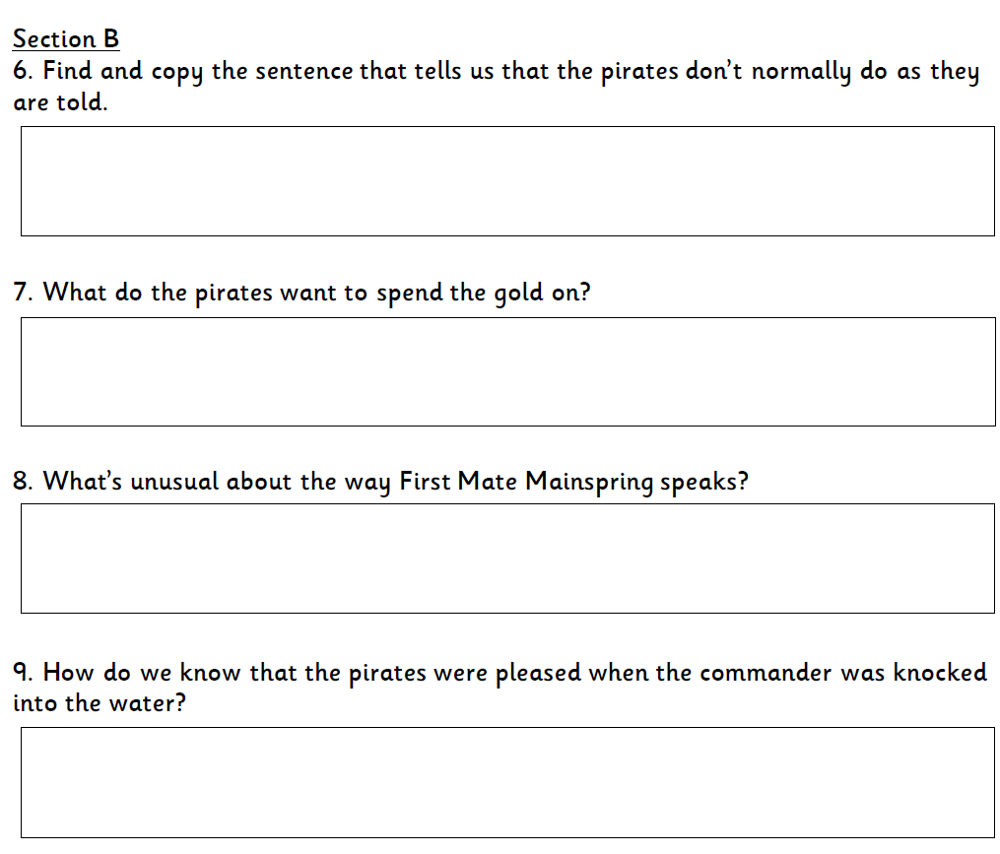 Section B
6. Find and copy the sentence that tells us that the pirates don’t normally do as they
are told.
7. What do the pirates want to spend the gold on?
8. What’s unusual about the way First Mate Mainspring speaks?
9. How do we know that the pirates were pleased when the commander was knocked
into the water?